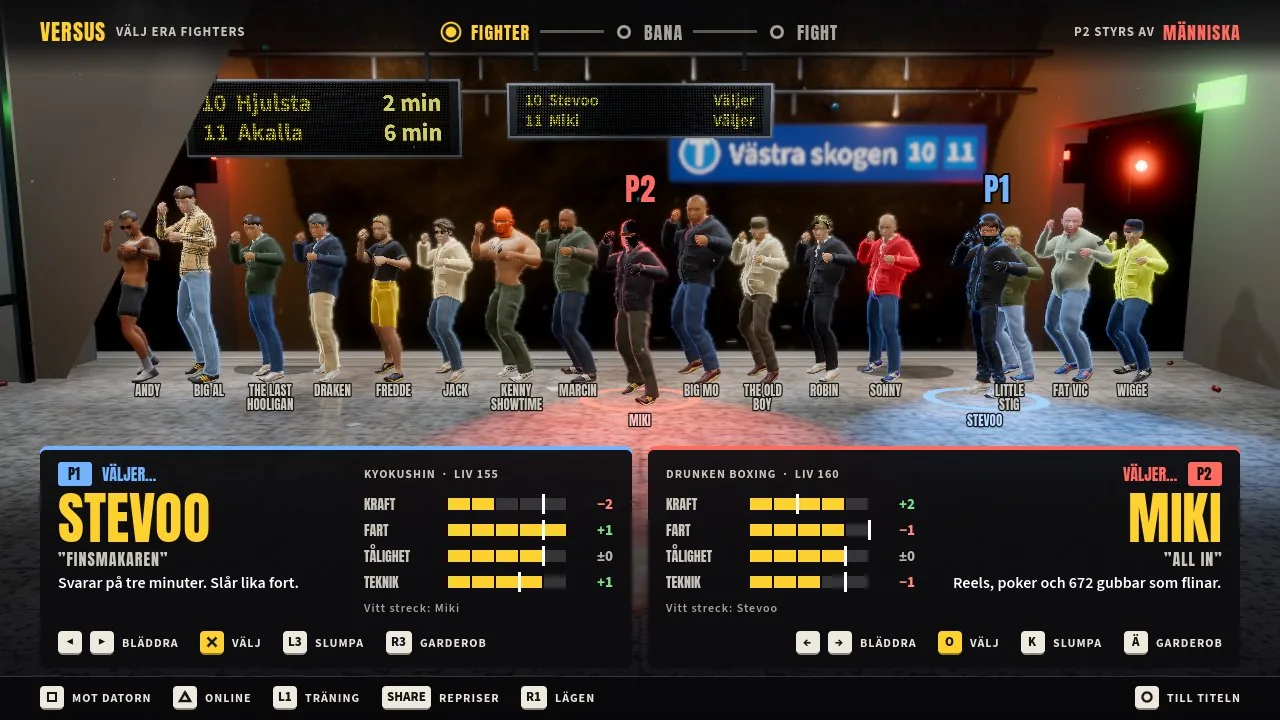 VERSUS VÄLJ ERA FIGHTERS
FIGHTER BANA FIGHT
P2 STYRS AV MÄNNISKA
10 Hjulsta 2 min
11 Akalla 6 min
10 Stevoo Väljer
11 Miki Väljer
T Västra skogen 10 11
P2
P1
ANDY
BIG AL
THE LAST
HOOLIGAN
DRAKEN
FREDDE
JACK
KENNY
SHOWTIME
MARCIN
MIKI
BIG MO
THE OLD
BOY
ROBIN
SONNY
STEVOO
LITTLE
STIG
FAT VIC
WIGGE
P1 VÄLJER...
STEVOO
”FINSMAKAREN”
Svarar på tre minuter. Slår lika fort.
KYOKUSHIN · LIV 155
KRAFT −2
FART +1
TÅLIGHET ±0
TEKNIK +1
Vitt streck: Miki
◄ ► BLÄDDRA ✕ VÄLJ L3 SLUMPA R3 GARDEROB
DRUNKEN BOXING · LIV 160
KRAFT +2
FART −1
TÅLIGHET ±0
TEKNIK −1
Vitt streck: Stevoo
VÄLJER... P2
MIKI
”ALL IN”
Reels, poker och 672 gubbar som flinar.
← → BLÄDDRA O VÄLJ K SLUMPA Ä GARDEROB
MOT DATORN ONLINE L1 TRÄNING SHARE REPRISER R1 LÄGEN
TILL TITELN